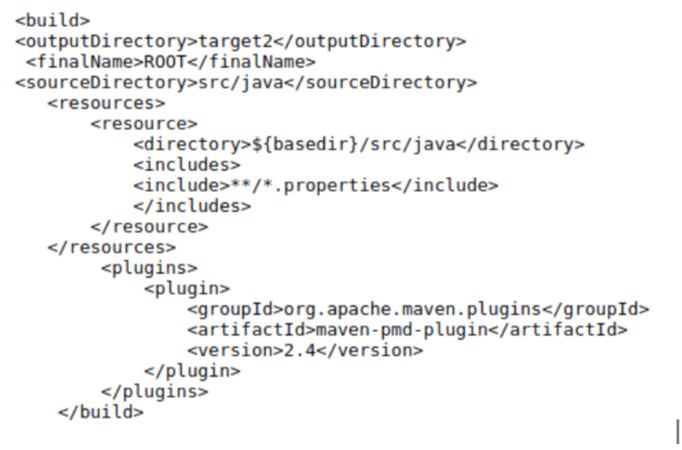 <build>
<outputDirectory>target2</outputDirectory>
<finalName>ROOT</finalName>
<sourceDirectory>src/java</sourceDirectory>
<resources>
<resource>
<directory>${basedir}/src/java</directory>
<includes>
<include>**/*.properties</include>
</includes>
</resource>
</resources>
<plugins>
<plugin>
<groupId>org.apache.maven.plugins</groupId>
<artifactId>maven-pmd-plugin</artifactId>
<version>2.4</version>
</plugin>
</plugins>
</build>